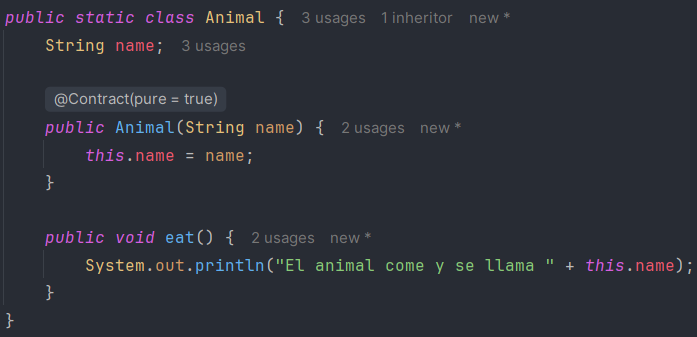 public static class Animal {  3 usages  1 inheritor  new *
    String name;  3 usages
    @Contract(pure = true)
    public Animal(String name) {  2 usages  new *
        this.name = name;
    }
    public void eat() {  2 usages  new *
        System.out.println("El animal come y se llama " + this.name);
    }
}